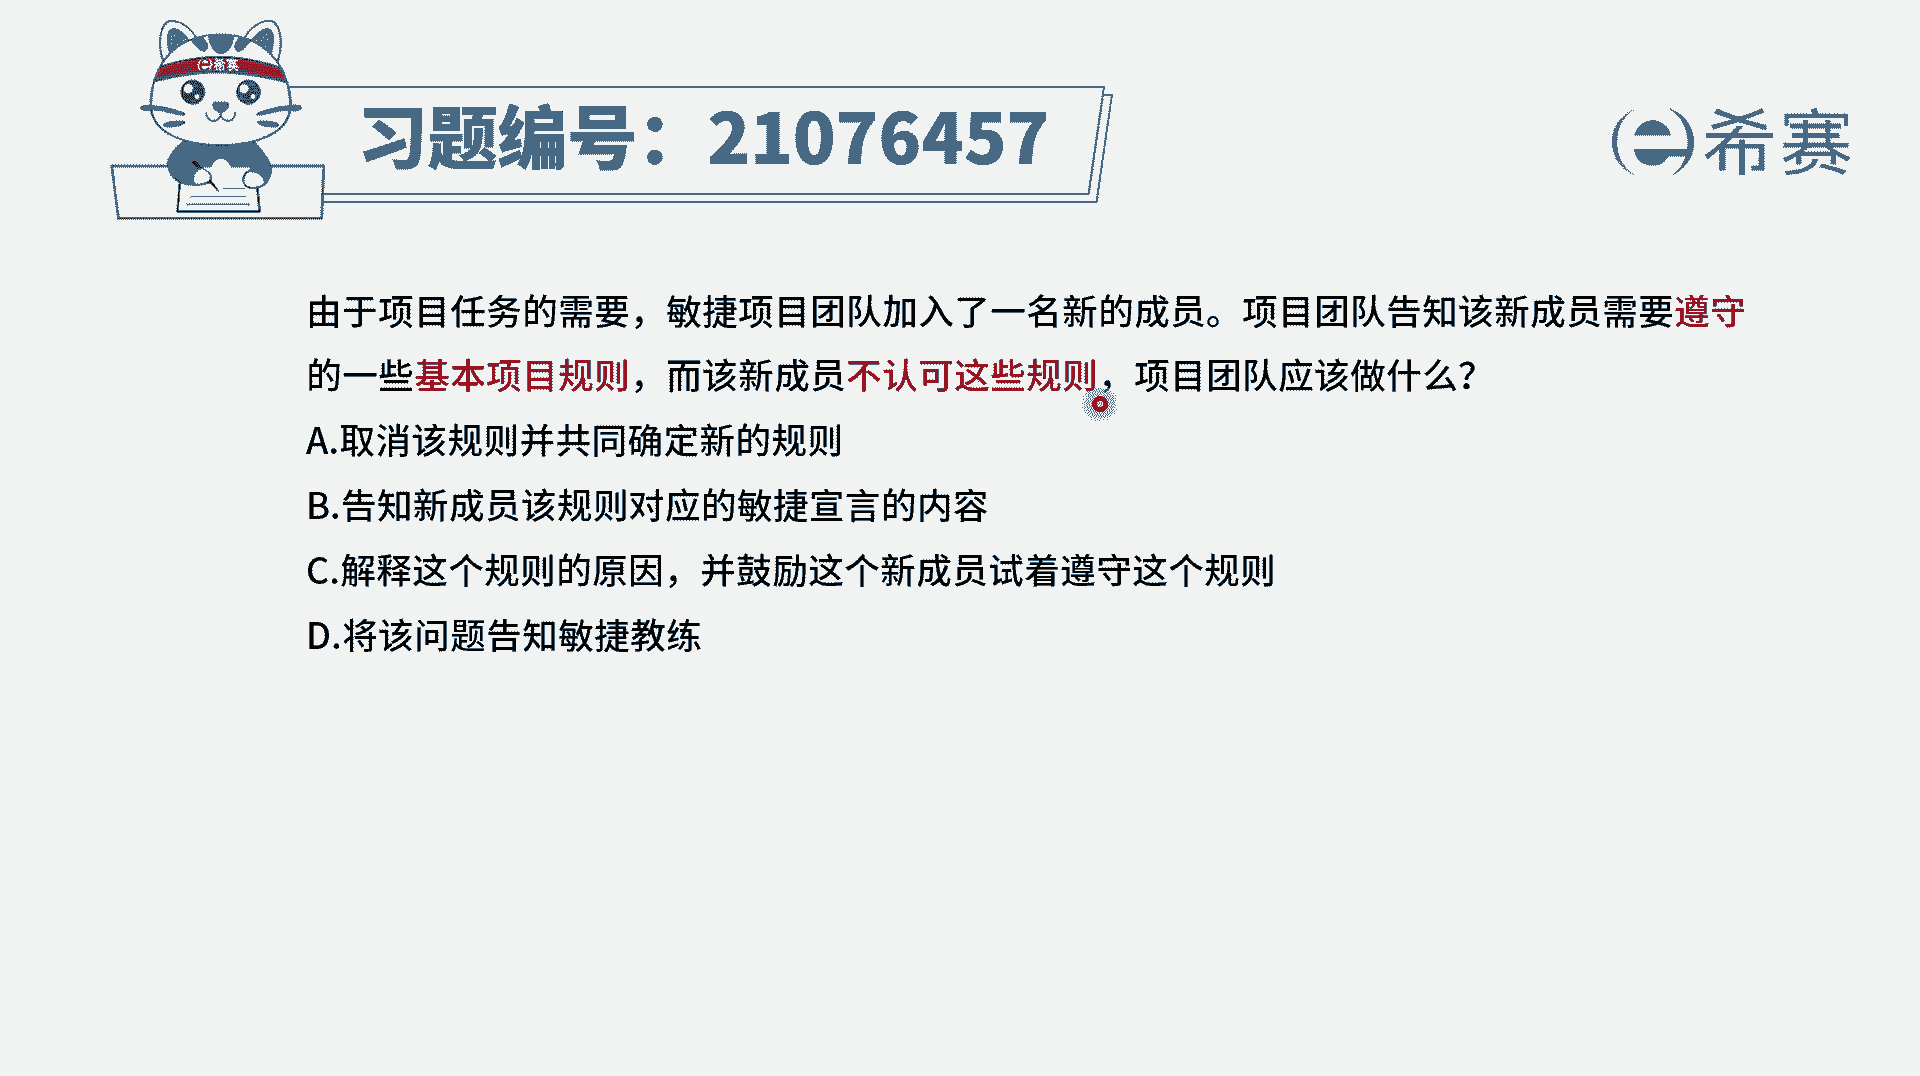 e希赛
习题编号：21076457
e希赛
由于项目任务的需要，敏捷项目团队加入了一名新的成员。项目团队告知该新成员需要遵守
的一些基本项目规则，而该新成员不认可这些规则，项目团队应该做什么？
A.取消该规则并共同确定新的规则
B.告知新成员该规则对应的敏捷宣言的内容
C.解释这个规则的原因，并鼓励这个新成员试着遵守这个规则
D.将该问题告知敏捷教练